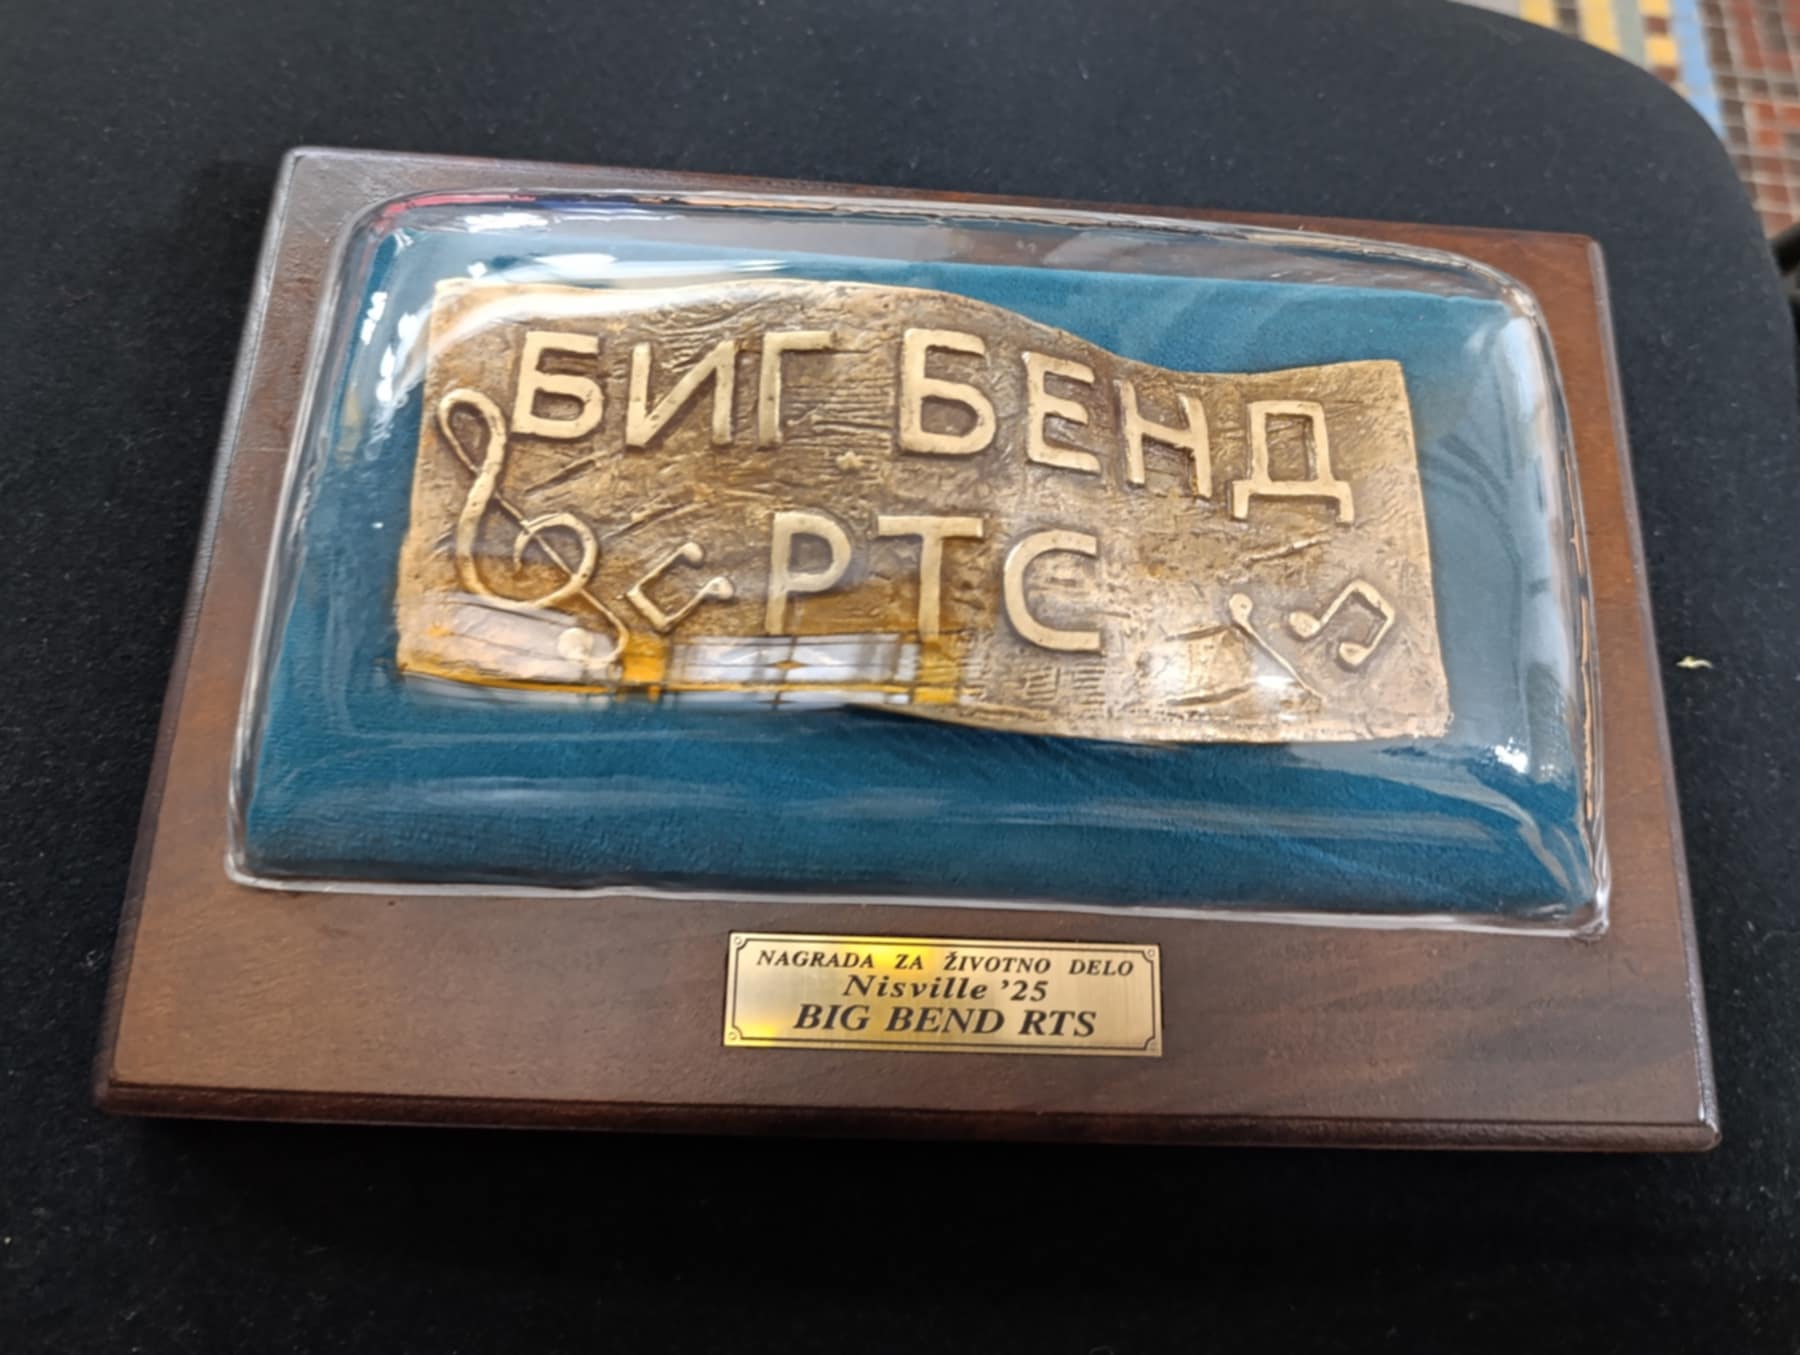 БИГ БЕНД
РТС
NAGRADA ZA ŽIVOTNO DELO
Nisville ’25
BIG BEND RTS